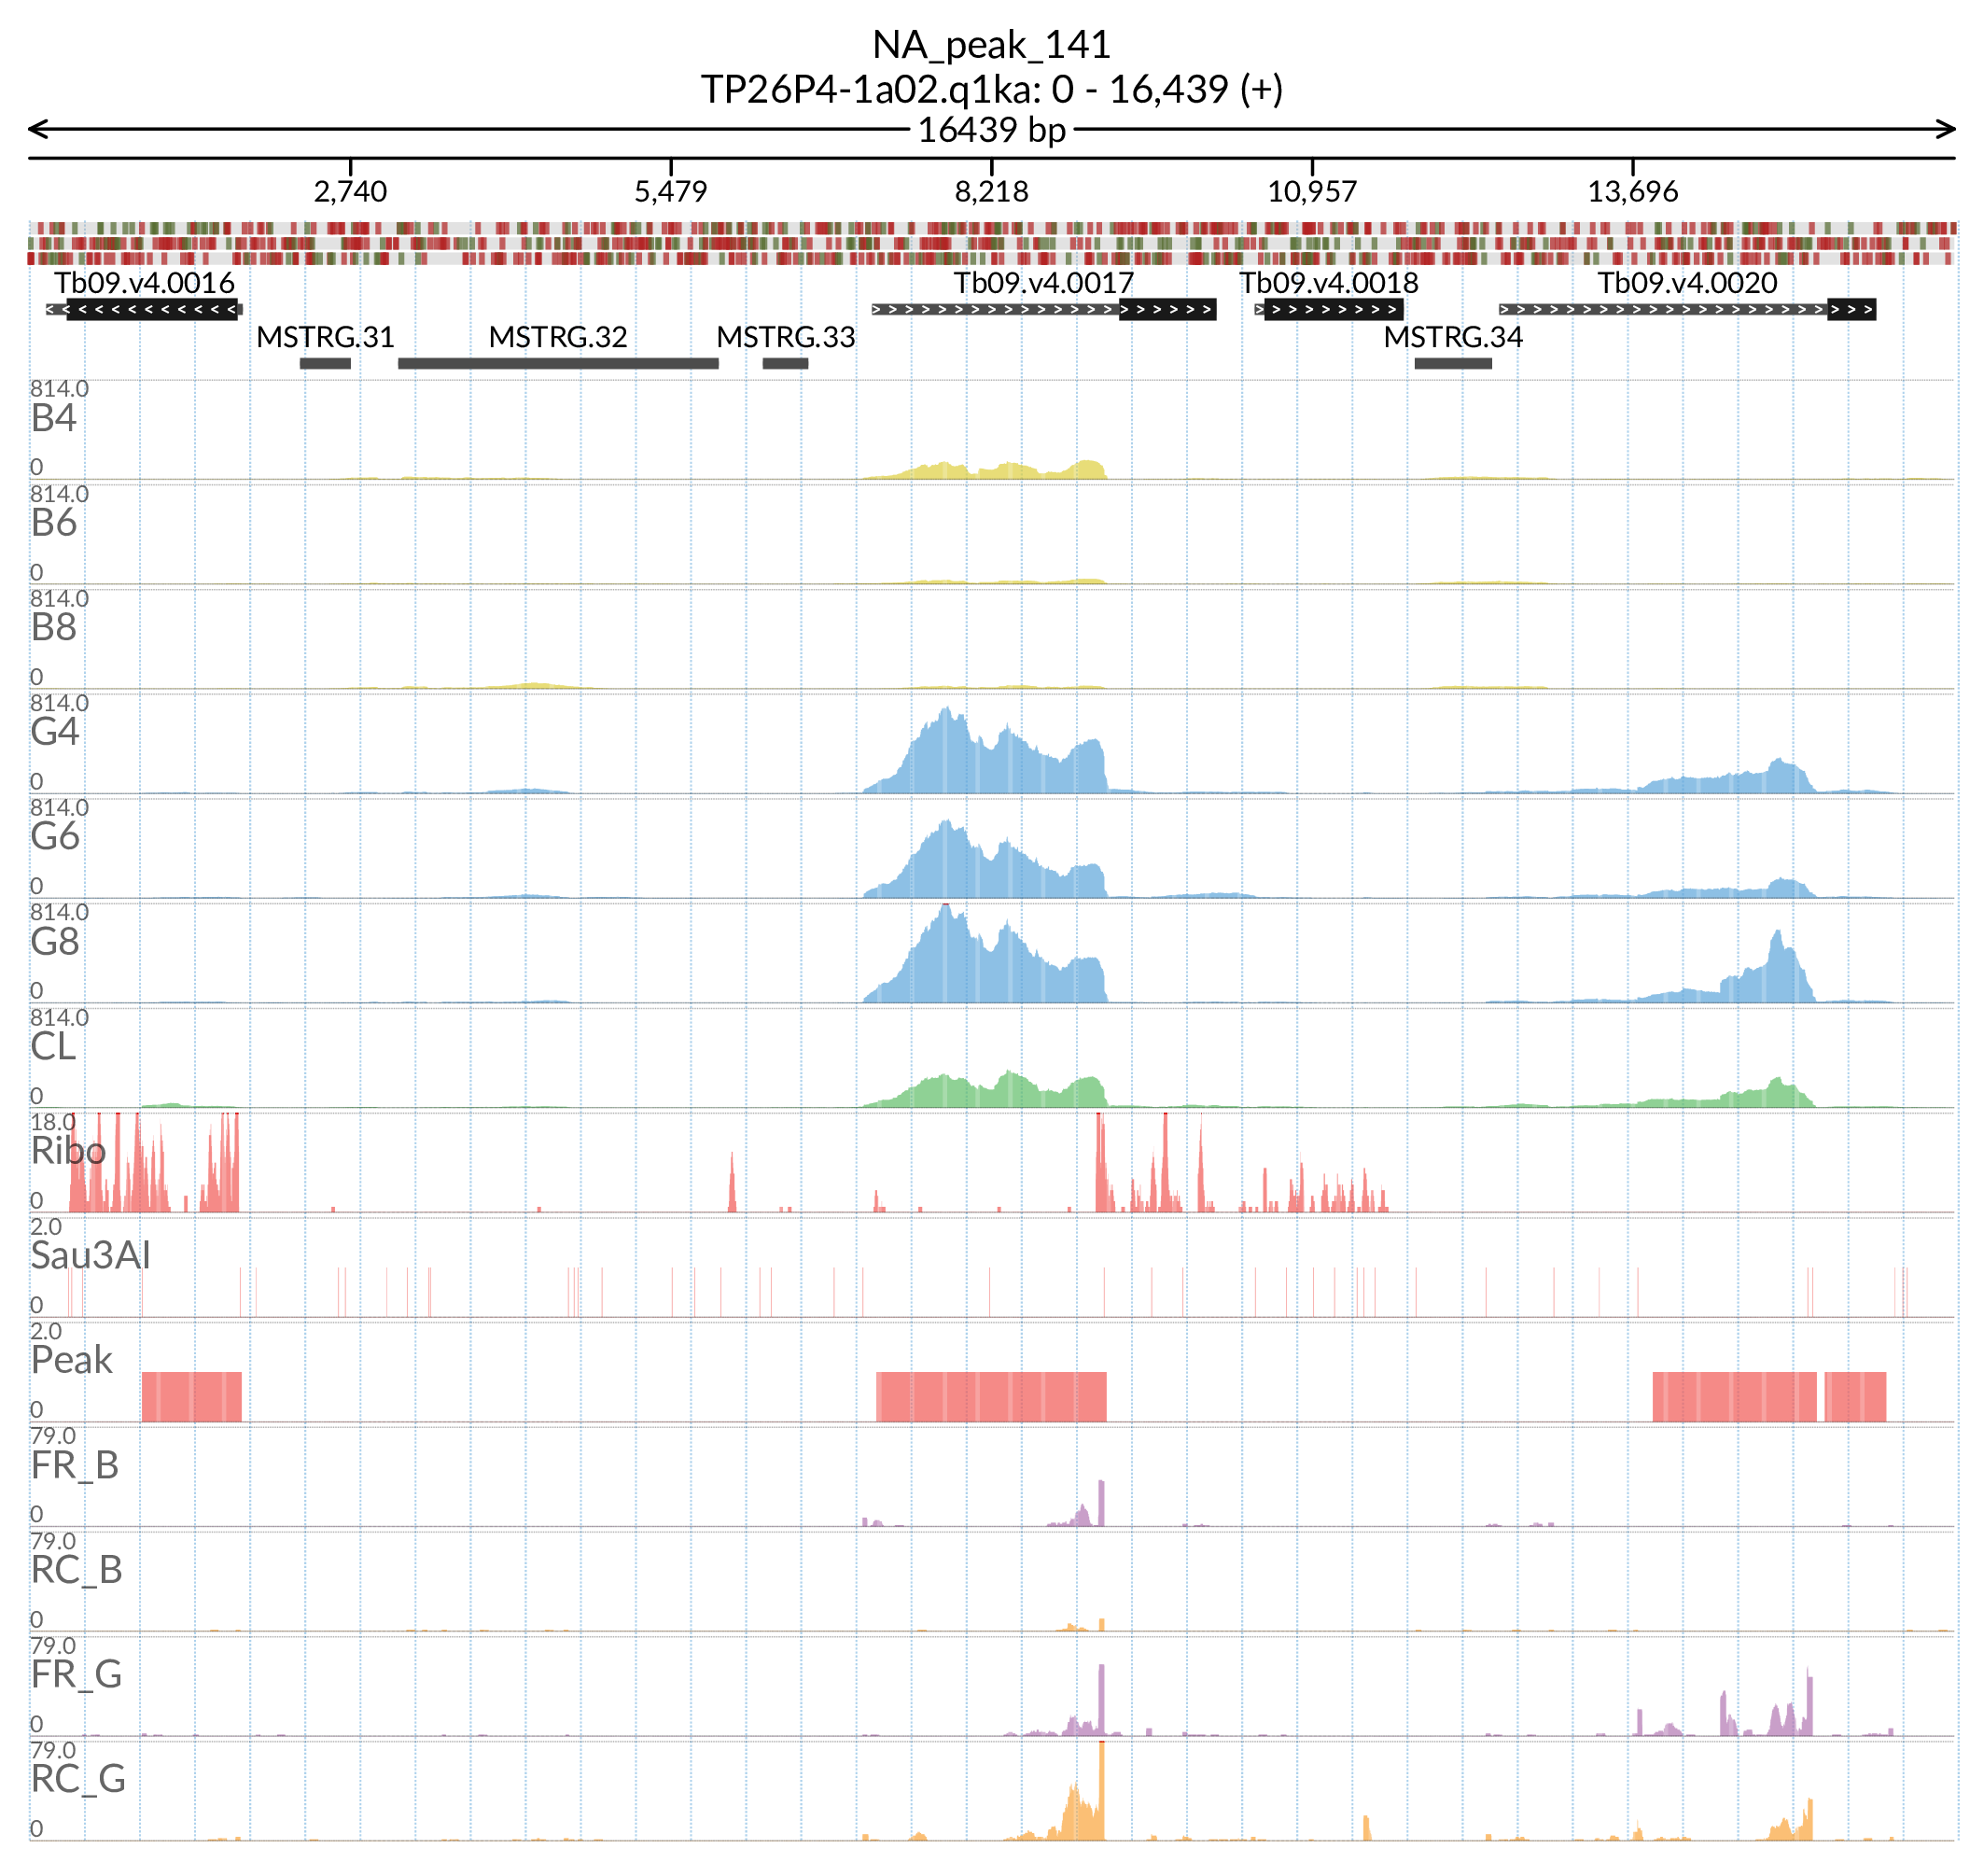 NA_peak_141
TP26P4-1a02.q1ka: 0 - 16,439 (+)
16439 bp
2,740 5,479 8,218 10,957 13,696
Tb09.v4.0016 Tb09.v4.0017 Tb09.v4.0018 Tb09.v4.0020
MSTRG.31 MSTRG.32 MSTRG.33 MSTRG.34
814.0
B4
0
814.0
B6
0
814.0
B8
0
814.0
G4
0
814.0
G6
0
814.0
G8
0
814.0
CL
0
18.0
Ribo
0
2.0
Sau3AI
0
2.0
Peak
0
79.0
FR_B
0
79.0
RC_B
0
79.0
FR_G
0
79.0
RC_G
0